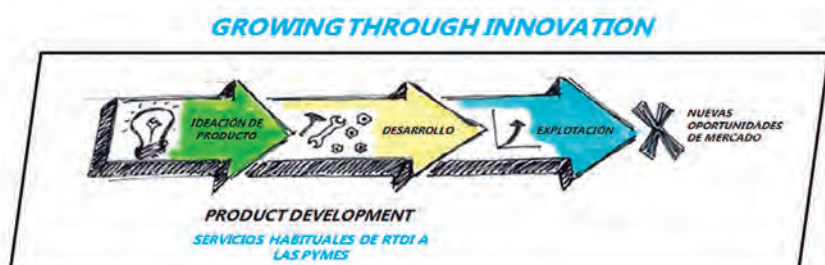 GROWING THROUGH INNOVATION
IDEACIÓN DE
PRODUCTO
DESARROLLO
EXPLOTACIÓN
NUEVAS
OPORTUNIDADES
DE MERCADO
PRODUCT DEVELOPMENT
SERVICIOS HABITUALES DE RTDI A
LAS PYMES